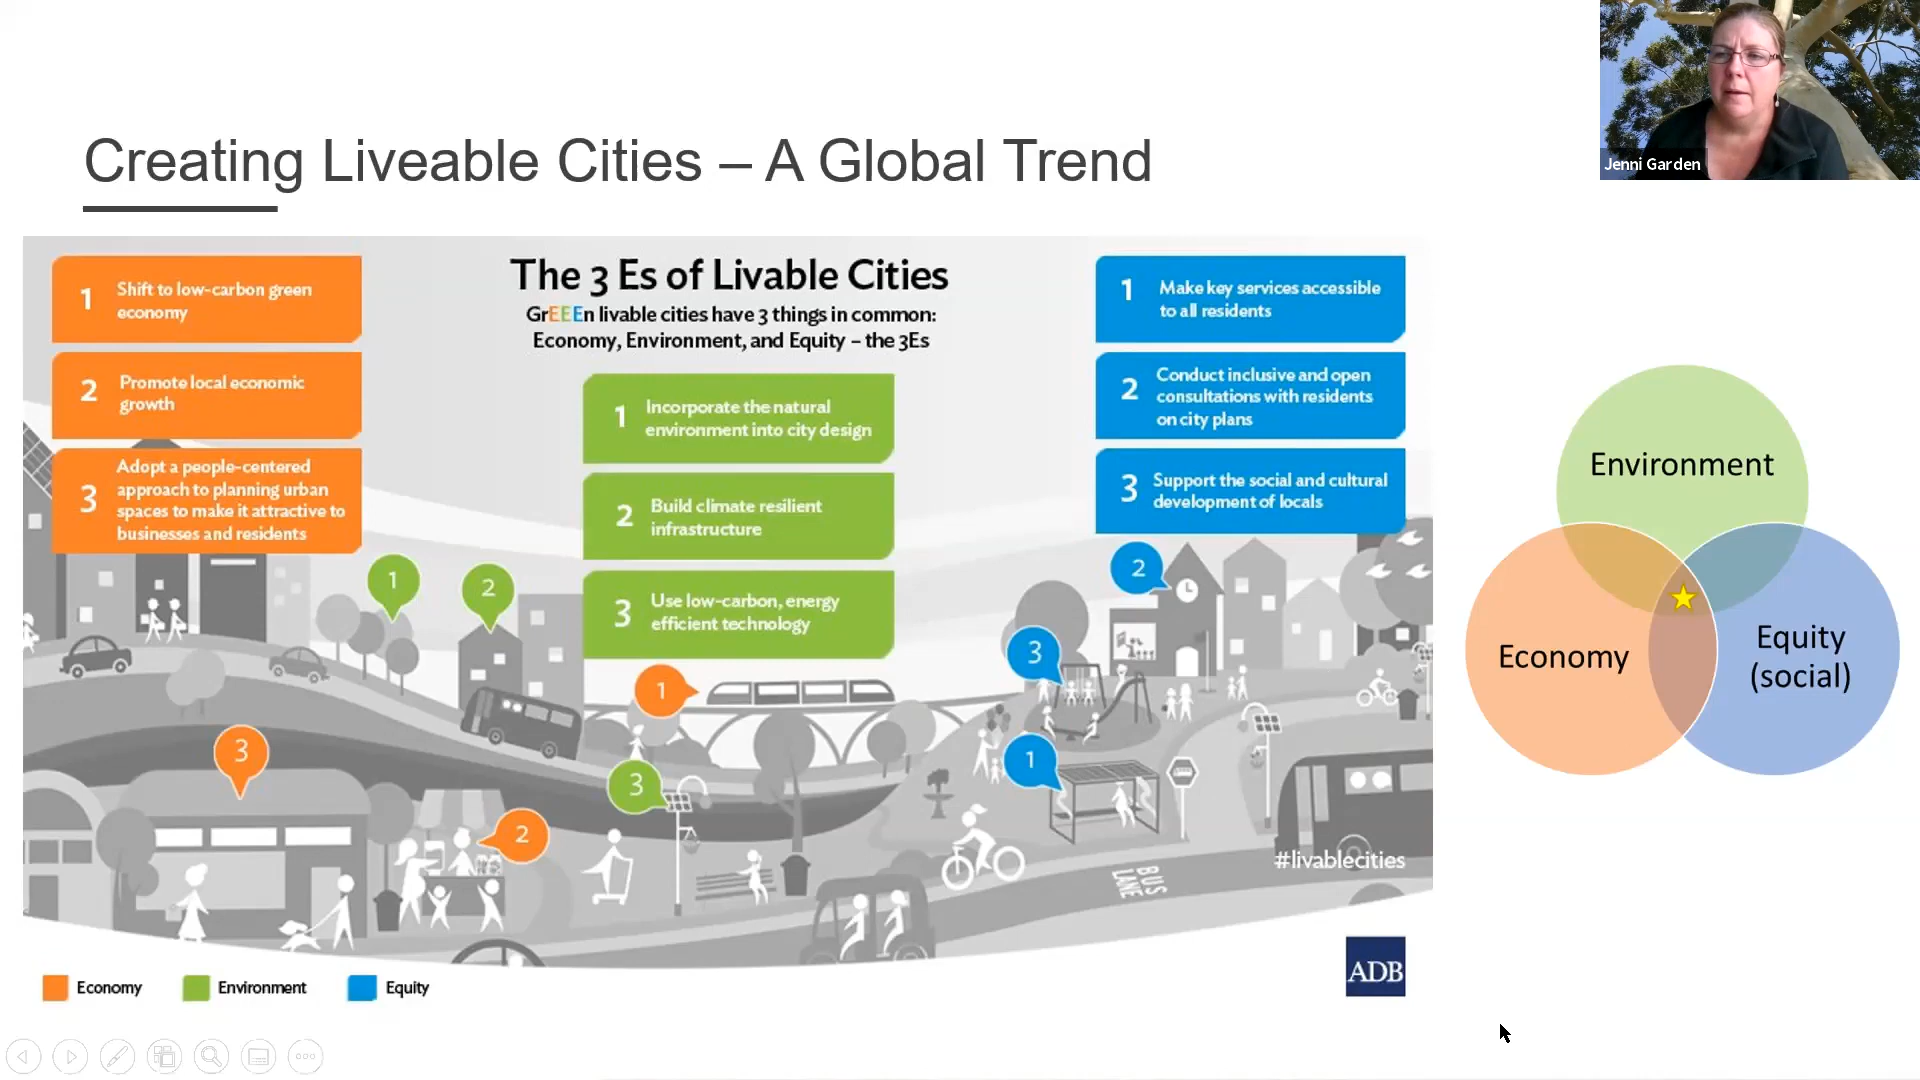 Jenni Garden
Creating Liveable Cities – A Global Trend
The 3 Es of Livable Cities
GrEEEn livable cities have 3 things in common:
Economy, Environment, and Equity – the 3Es
1
Shift to low-carbon green
economy
2
Promote local economic
growth
3
Adopt a people-centered
approach to planning urban
spaces to make it attractive to
businesses and residents
1
Incorporate the natural
environment into city design
2
Build climate resilient
infrastructure
3
Use low-carbon, energy
efficient technology
1
Make key services accessible
to all residents
2
Conduct inclusive and open
consultations with residents
on city plans
3
Support the social and cultural
development of locals
1
2
2
3
1
3
1
3
2
BUS
LANE
#livablecities
Economy
Environment
Equity
ADB
Environment
Economy
Equity
(social)